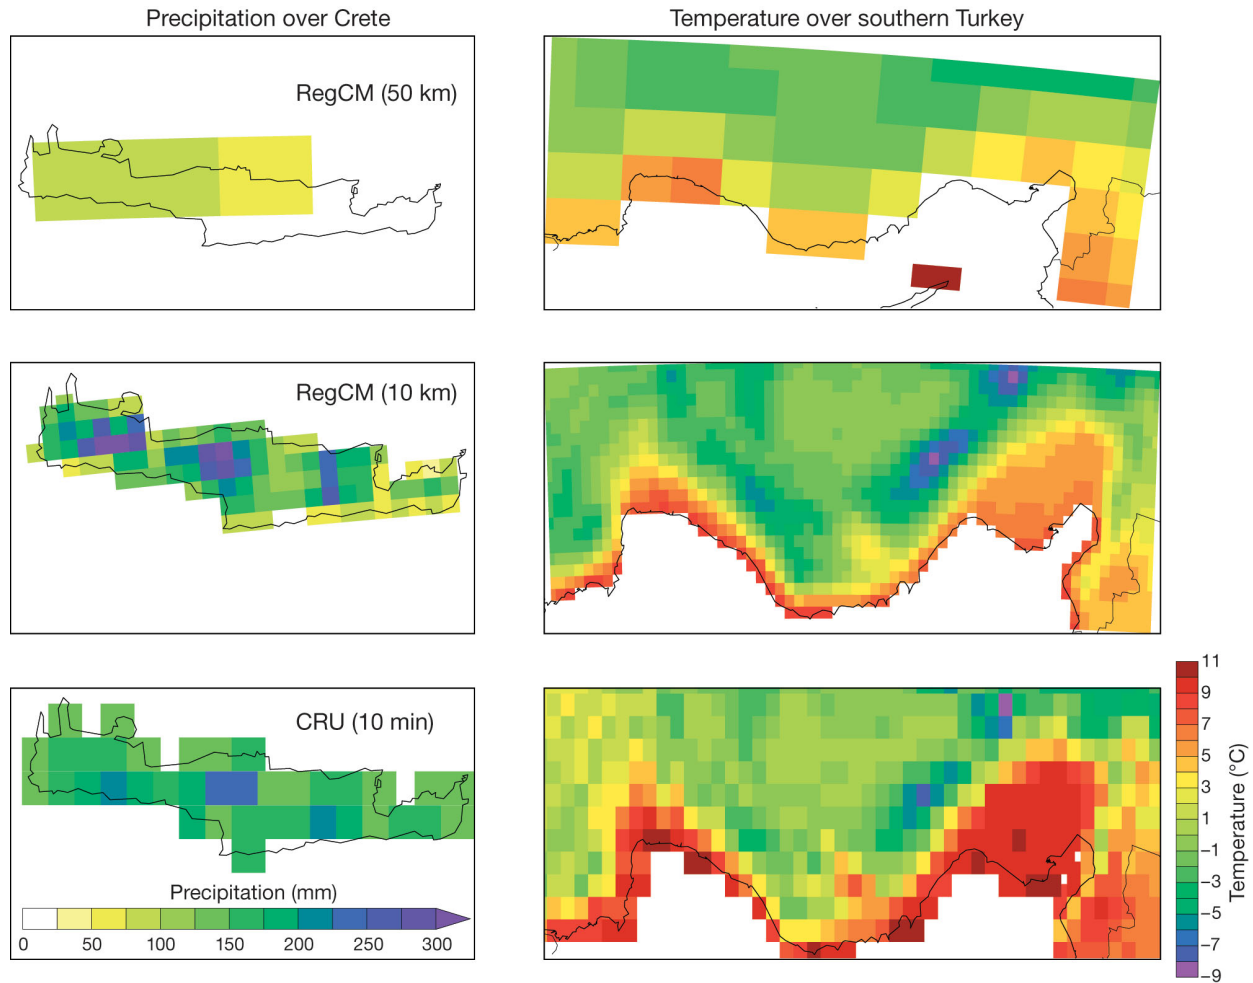 Precipitation over Crete
Temperature over southern Turkey
RegCM (50 km)
RegCM (10 km)
CRU (10 min)
Precipitation (mm)
0 50 100 150 200 250 300
11
9
7
5
3
1
−1
−3
−5
−7
−9
Temperature (°C)